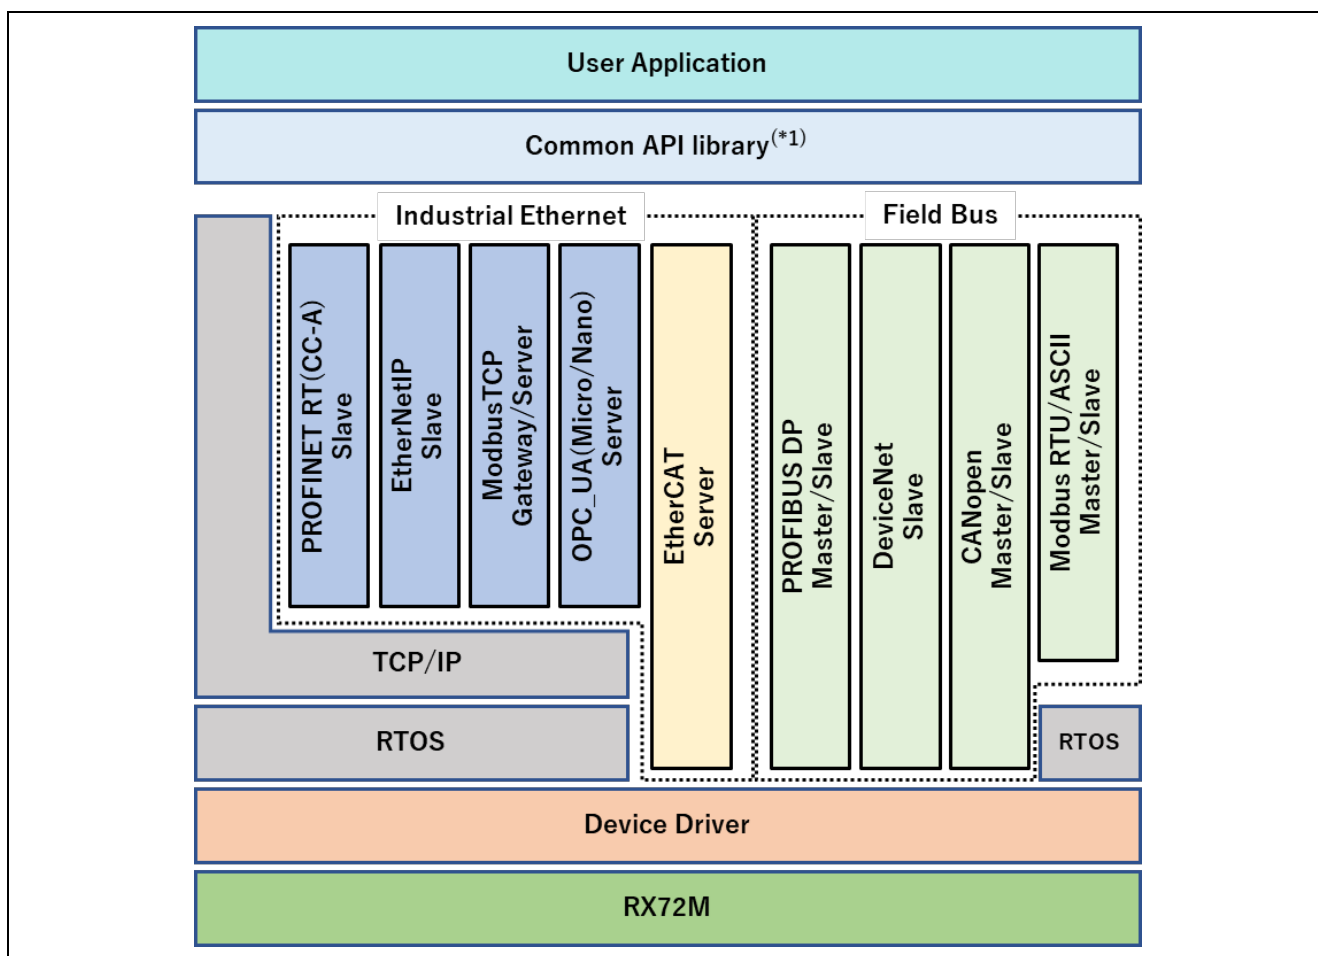 User Application
Common API library(*1)
Industrial Ethernet
Field Bus
PROFINET RT(CC-A)
Slave
EtherNetIP
Slave
ModbusTCP
Gateway/Server
OPC_UA(Micro/Nano)
Server
EtherCAT
Server
PROFIBUS DP
Master/Slave
DeviceNet
Slave
CANopen
Master/Slave
Modbus RTU/ASCII
Master/Slave
TCP/IP
RTOS
RTOS
Device Driver
RX72M